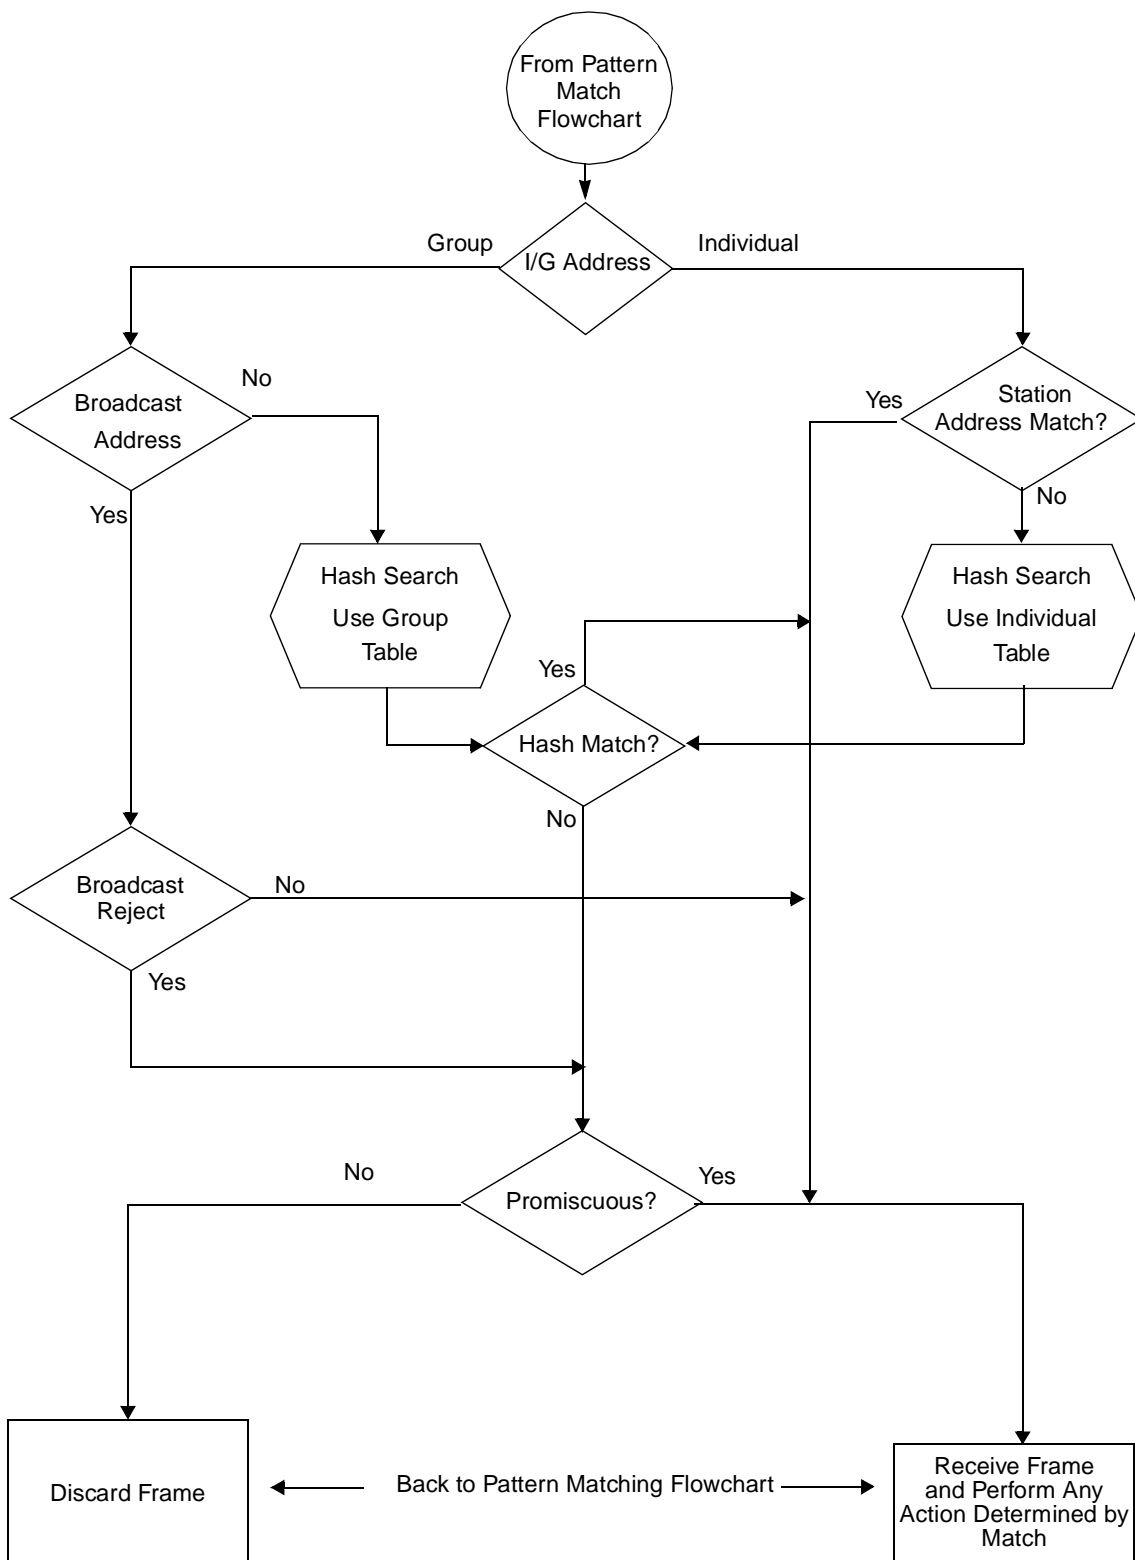 From Pattern
Match
Flowchart
Group
I/G Address
Individual
Broadcast
Address
No
Yes
Yes
Station
Address Match?
No
Hash Search
Use Group
Table
Hash Search
Use Individual
Table
Yes
Hash Match?
No
Broadcast
Reject
No
Yes
No
Promiscuous?
Yes
Discard Frame
Back to Pattern Matching Flowchart
Receive Frame
and Perform Any
Action Determined by
Match